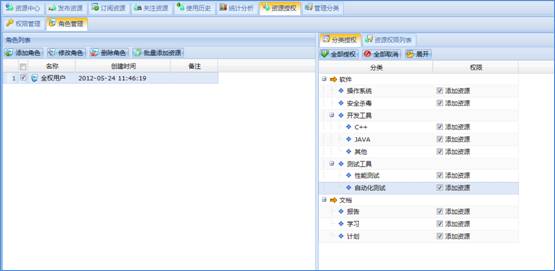 资源中心 发布资源 订阅资源 关注资源 使用历史 统计分析 资源授权 管理分类
权限管理 角色管理
角色列表
添加角色 修改角色 删除角色 批量添加资源
名称 创建时间 备注
1 全权用户 2012-05-24 11:46:19
分类授权 资源权限列表
全部授权 全部取消 展开
分类 权限
软件
操作系统 添加资源
安全杀毒 添加资源
开发工具
C++ 添加资源
JAVA 添加资源
其他 添加资源
测试工具
性能测试 添加资源
自动化测试 添加资源
文档
报告 添加资源
学习 添加资源
计划 添加资源